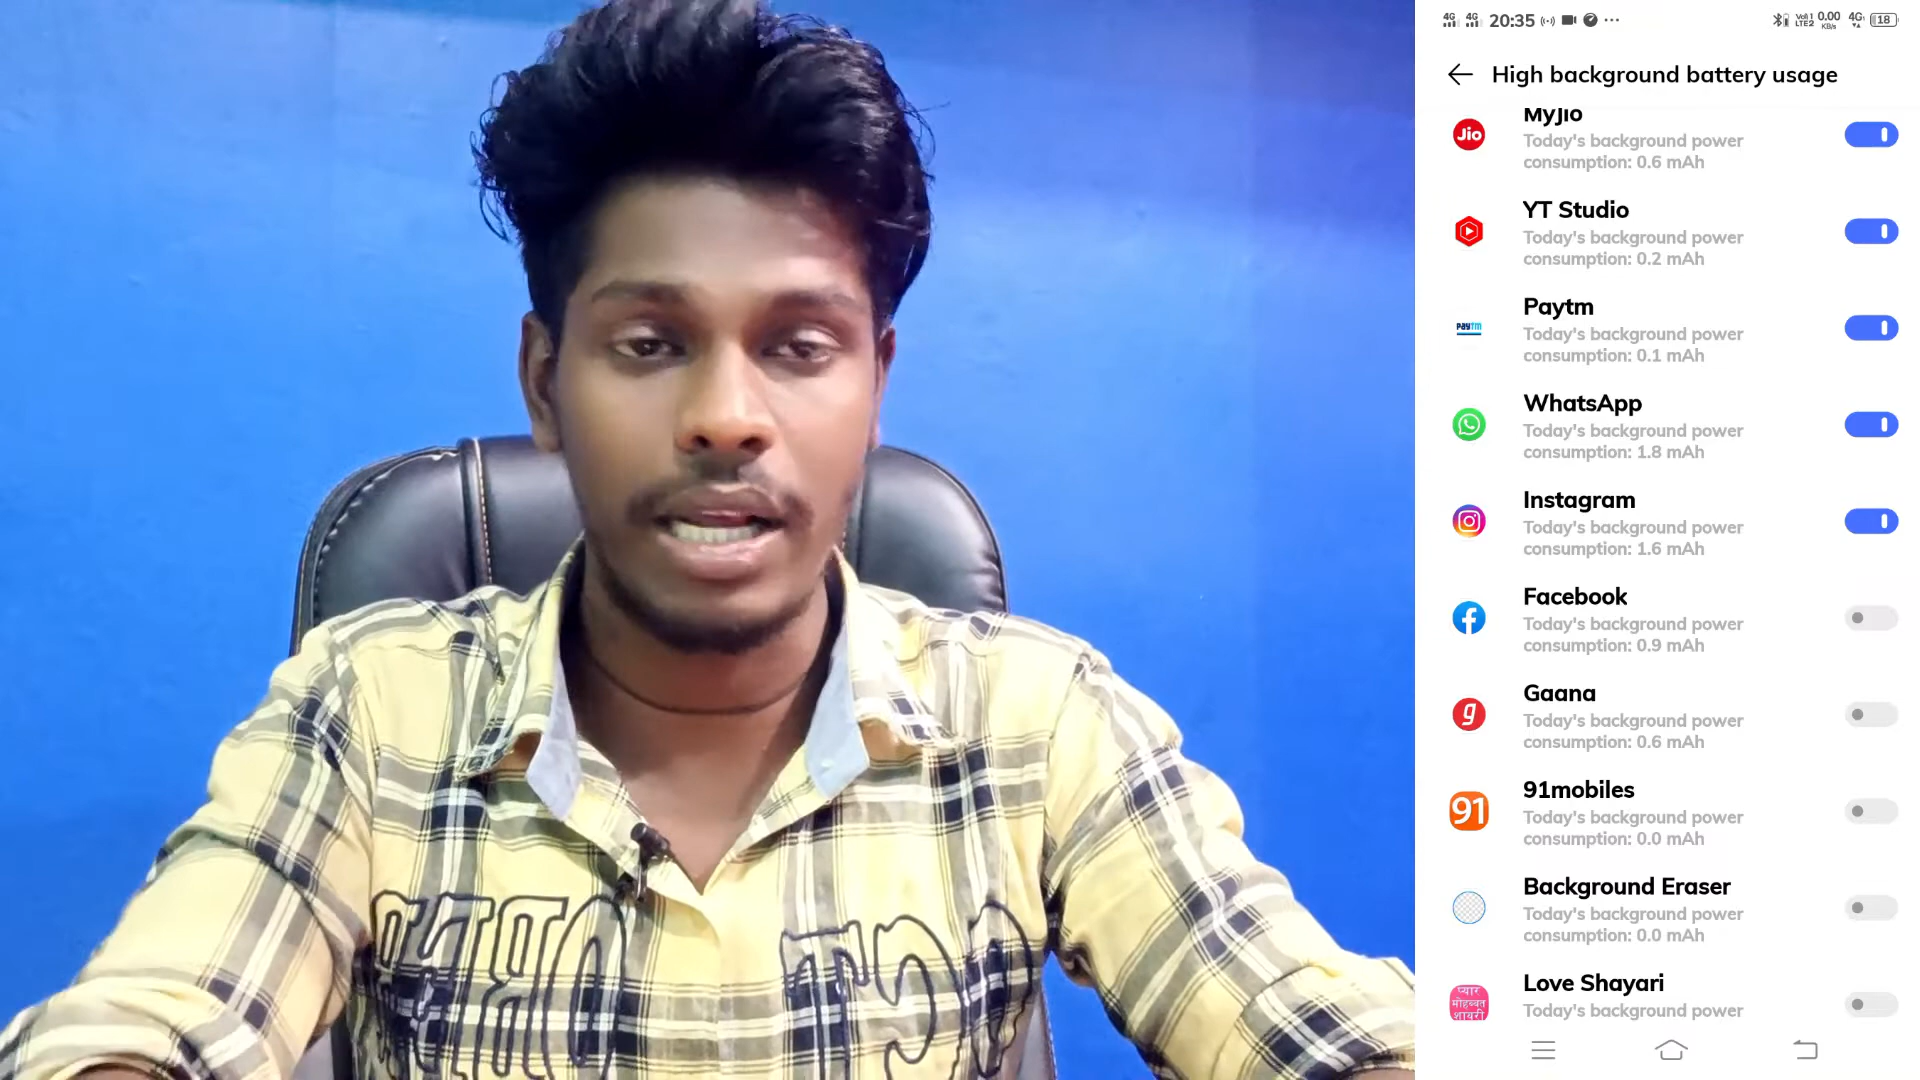 4G 4G 20:35 ... VoI1 LTE2 0.00 KB/s 4G 18
High background battery usage
MyJio
Jio
Today's background power
consumption: 0.6 mAh
YT Studio
Today's background power
consumption: 0.2 mAh
Paytm
paytm
Today's background power
consumption: 0.1 mAh
WhatsApp
Today's background power
consumption: 1.8 mAh
Instagram
Today's background power
consumption: 1.6 mAh
Facebook
Today's background power
consumption: 0.9 mAh
Gaana
g
Today's background power
consumption: 0.6 mAh
91mobiles
91
Today's background power
consumption: 0.0 mAh
Background Eraser
Today's background power
consumption: 0.0 mAh
Love Shayari
प्यार
मोहब्बत
शायरी
Today's background power